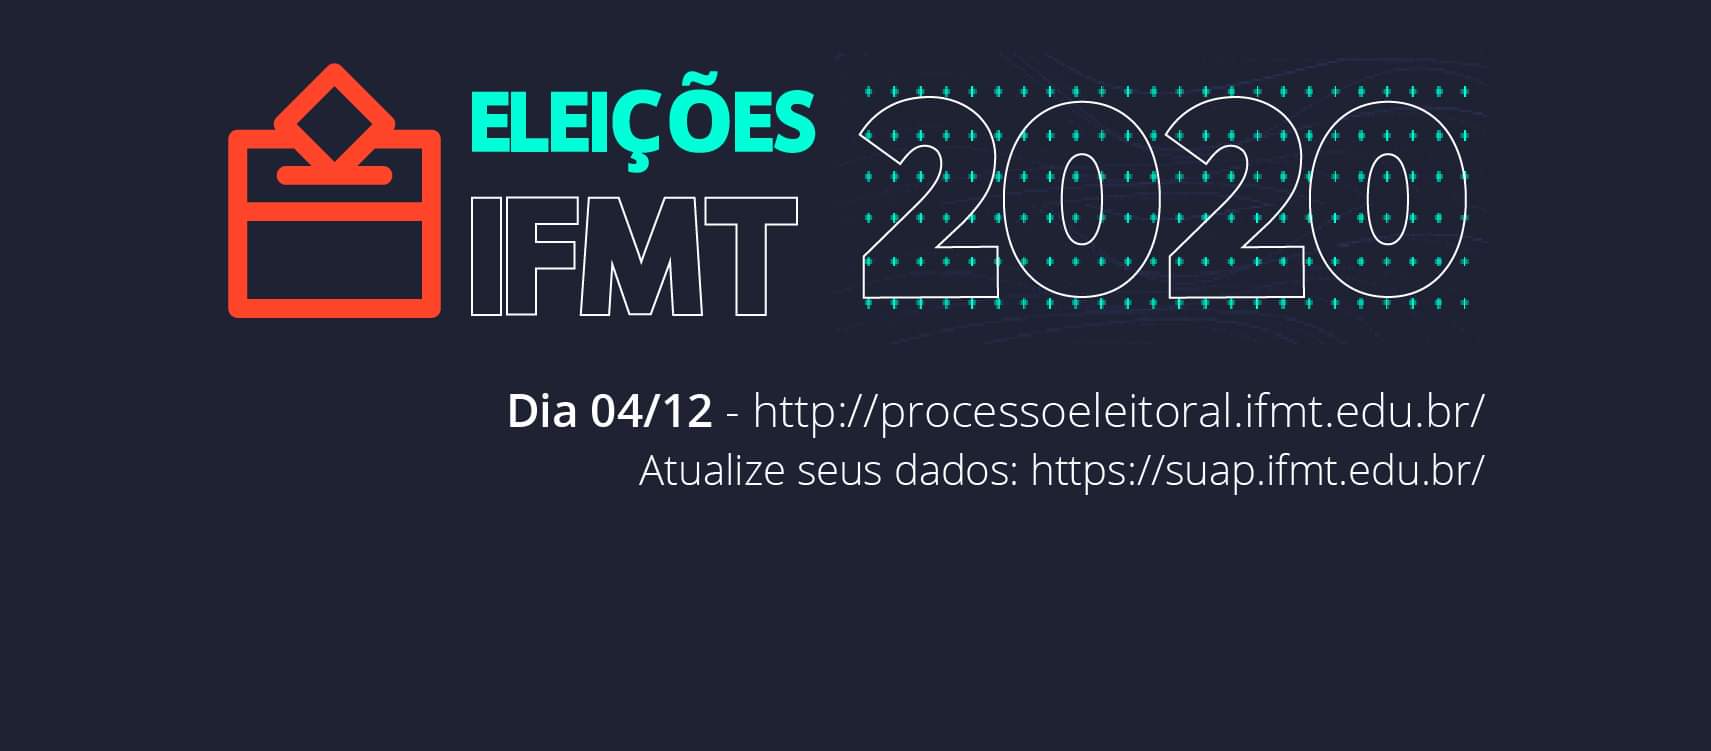 ELEIÇÕES
IFMT
2020
Dia 04/12 - http://processoeleitoral.ifmt.edu.br/
Atualize seus dados: https://suap.ifmt.edu.br/